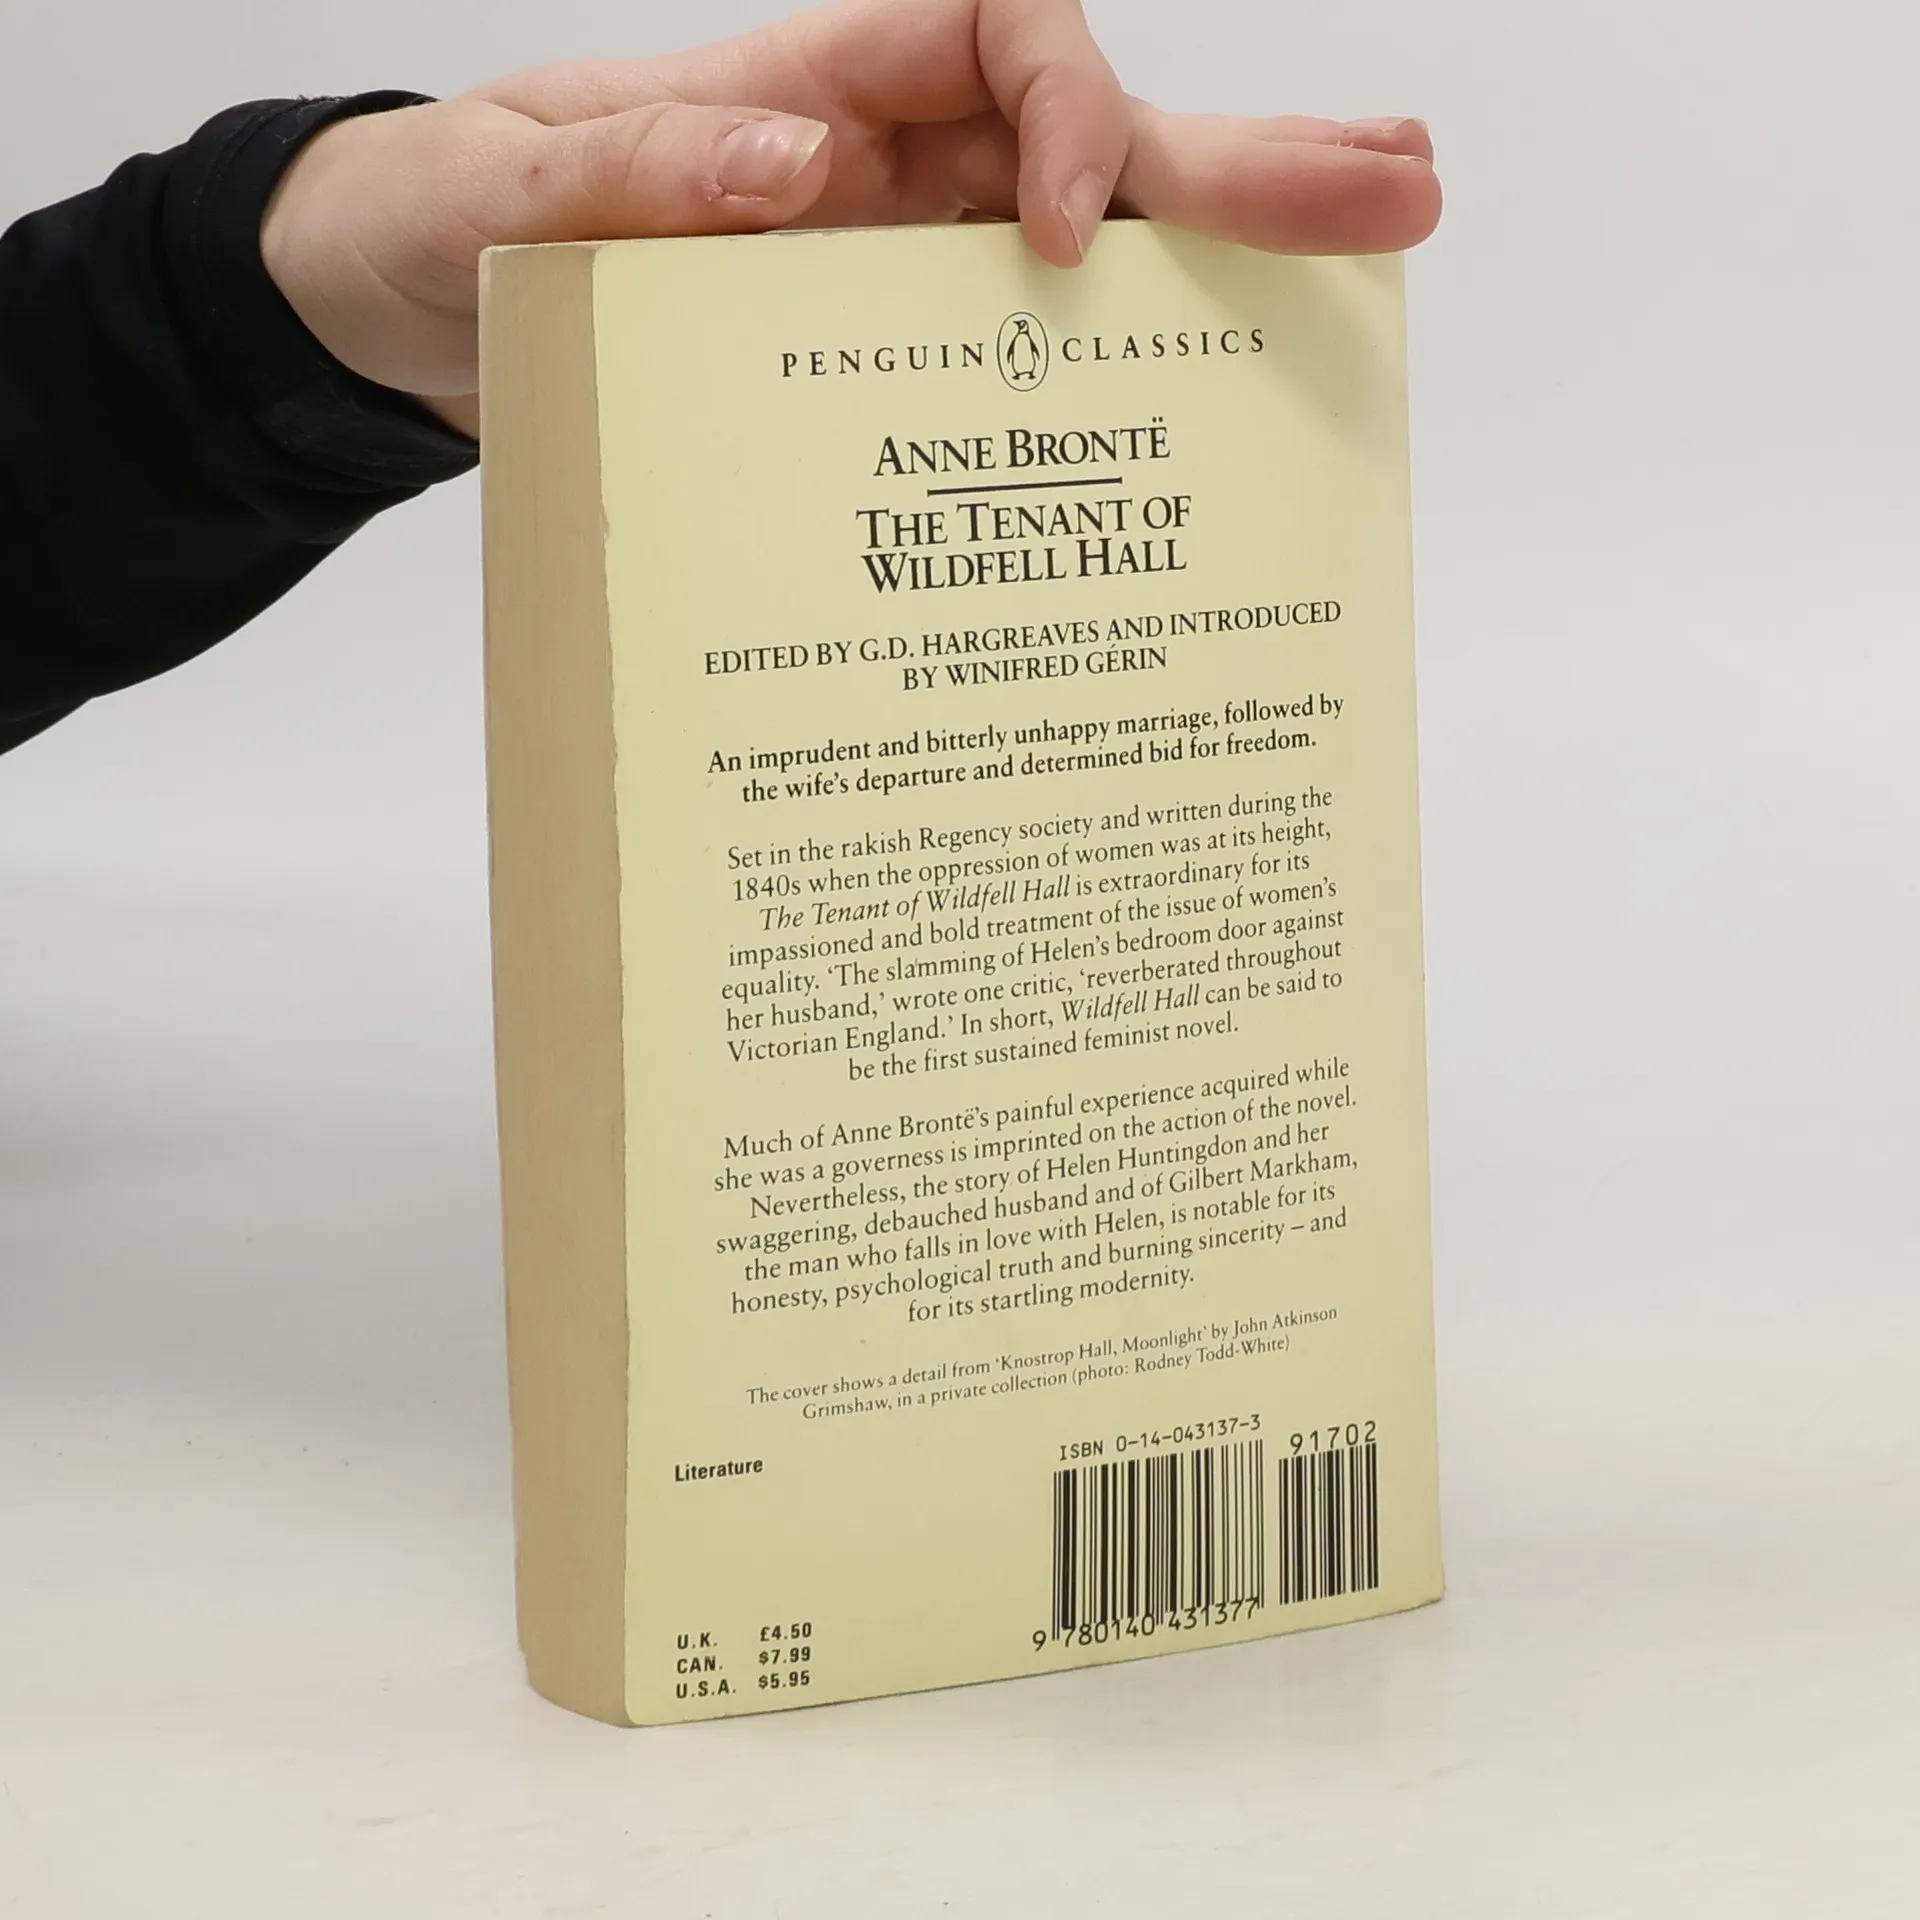 PENGUIN CLASSICS
ANNE BRONTË
THE TENANT OF
WILDFELL HALL
EDITED BY G.D. HARGREAVES AND INTRODUCED
BY WINIFRED GÉRIN
An imprudent and bitterly unhappy marriage, followed by
the wife's departure and determined bid for freedom.
Set in the rakish Regency society and written during the
1840s when the oppression of women was at its height,
The Tenant of Wildfell Hall is extraordinary for its
impassioned and bold treatment of the issue of women's
equality. ‘The slamming of Helen's bedroom door against
her husband,’ wrote one critic, ‘reverberated throughout
Victorian England.’ In short, Wildfell Hall can be said to
be the first sustained feminist novel.
Much of Anne Brontë's painful experience acquired while
she was a governess is imprinted on the action of the novel.
Nevertheless, the story of Helen Huntingdon and her
swaggering, debauched husband and of Gilbert Markham,
the man who falls in love with Helen, is notable for its
honesty, psychological truth and burning sincerity – and
for its startling modernity.
The cover shows a detail from ‘Knostrop Hall, Moonlight’ by John Atkinson
Grimshaw, in a private collection (photo: Rodney Todd-White)
ISBN 0-14-043137-3
91702
Literature
9 780140 431377
U.K. £4.50
CAN. $7.99
U.S.A. $5.95